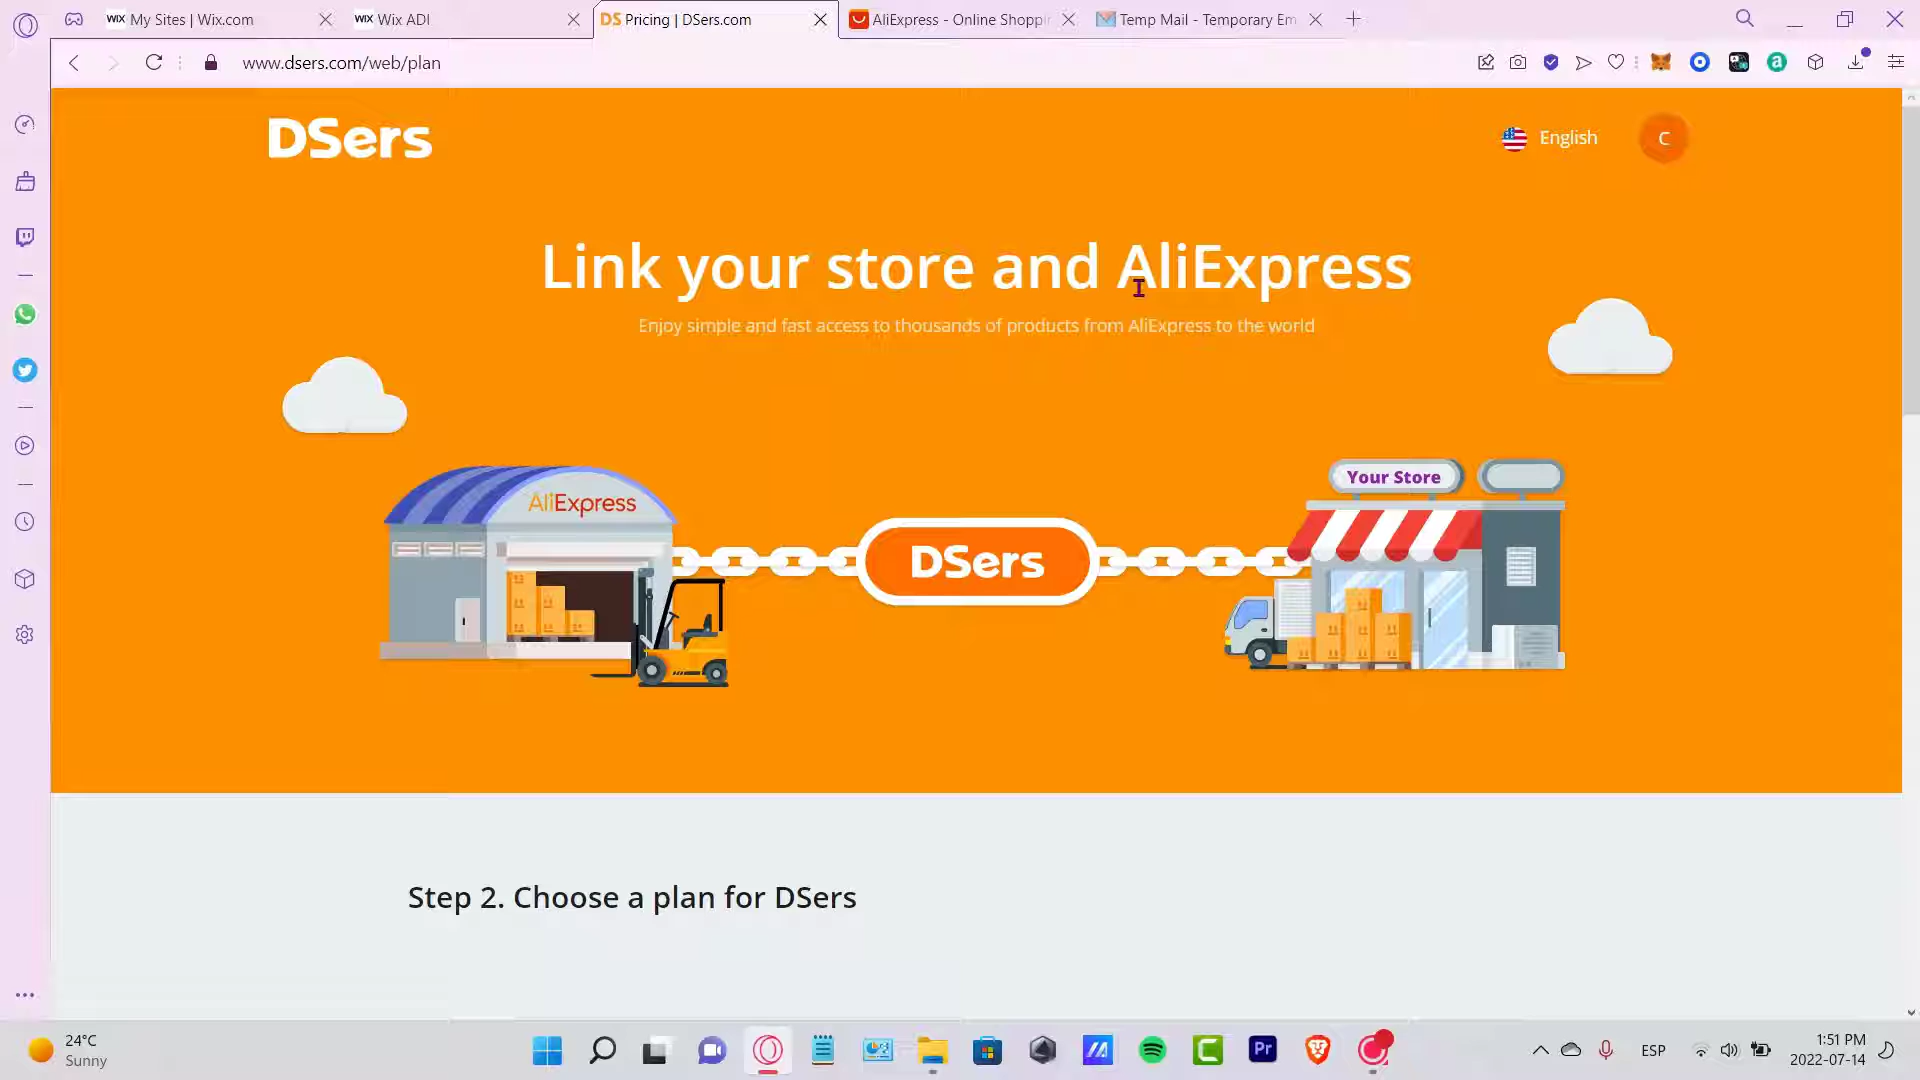 WIX My Sites | Wix.com
WIX Wix ADI
DS Pricing | DSers.com
AliExpress - Online Shoppi
Temp Mail - Temporary Em
www.dsers.com/web/plan
DSers
English
C
Link your store and AliExpress
Enjoy simple and fast access to thousands of products from AliExpress to the world
AliExpress
DSers
Your Store
Step 2. Choose a plan for DSers
24°C
Sunny
Pr
ESP
1:51 PM
2022-07-14